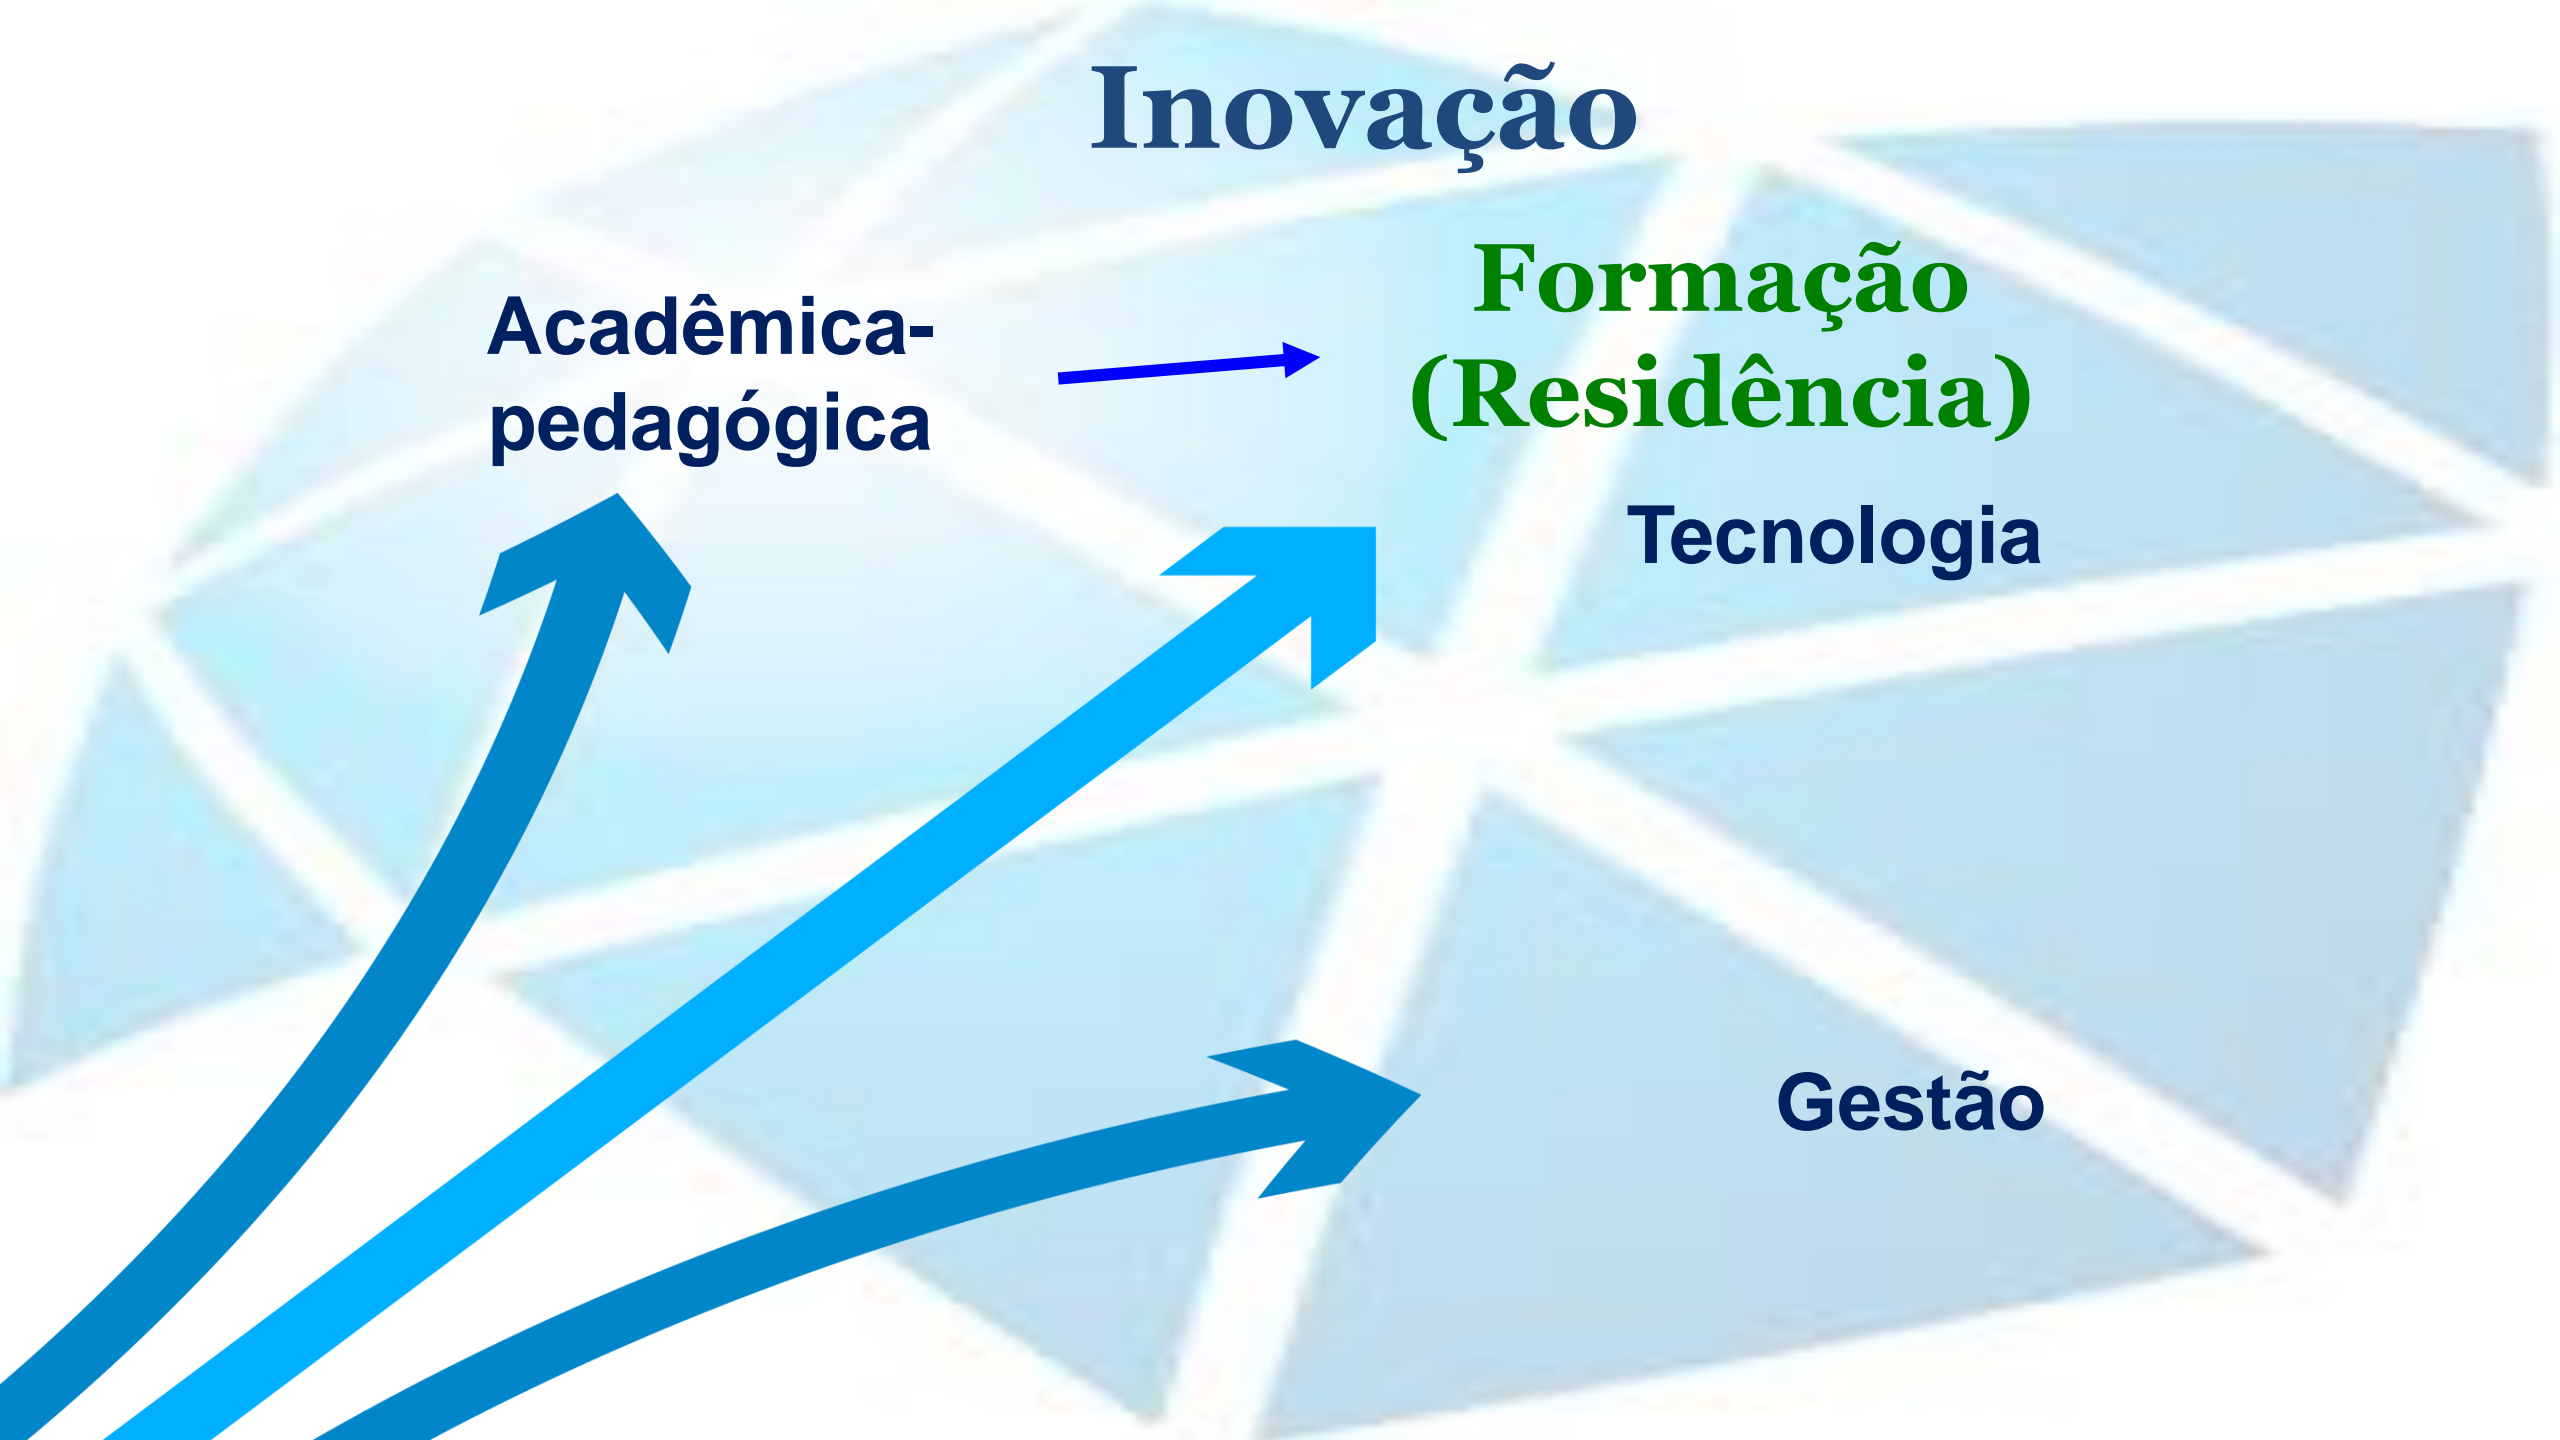 Inovação
Acadêmica-
pedagógica
Formação
(Residência)
Tecnologia
Gestão